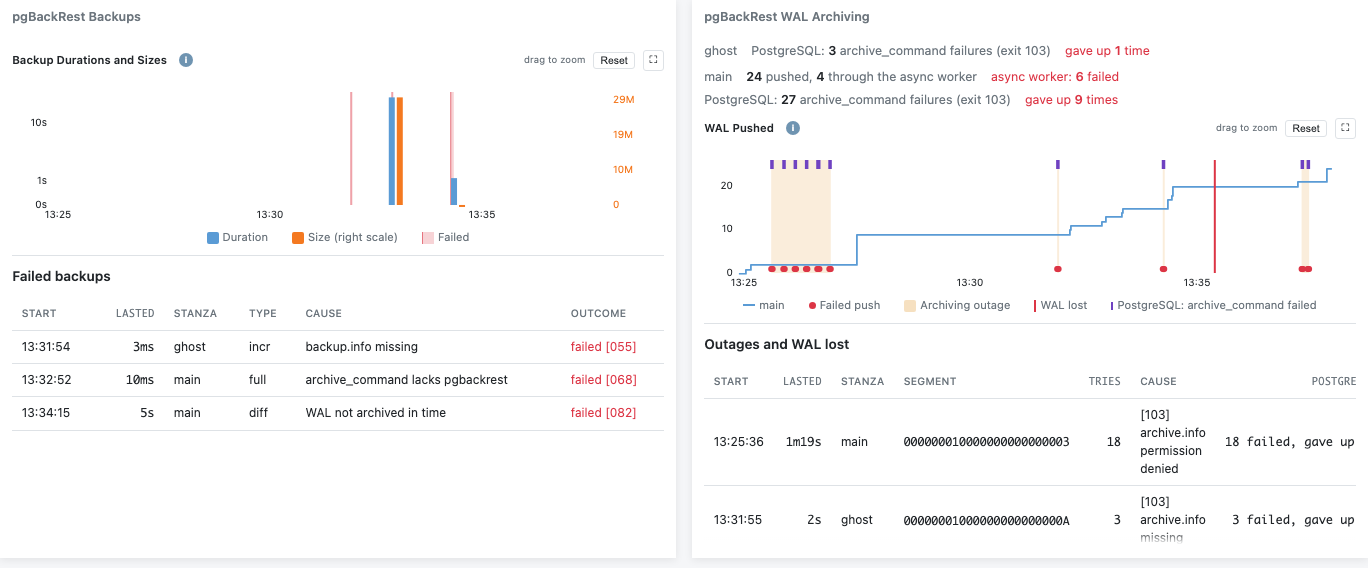 pgBackRest Backups
Backup Durations and Sizes i drag to zoom Reset
10s
1s
0s
29M
19M
10M
0
13:25 13:30 13:35
Duration Size (right scale) Failed
Failed backups
START LASTED STANZA TYPE CAUSE OUTCOME
13:31:54 3ms ghost incr backup.info missing failed [055]
13:32:52 10ms main full archive_command lacks pgbackrest failed [068]
13:34:15 5s main diff WAL not archived in time failed [082]
pgBackRest WAL Archiving
ghost PostgreSQL: 3 archive_command failures (exit 103) gave up 1 time
main 24 pushed, 4 through the async worker async worker: 6 failed
PostgreSQL: 27 archive_command failures (exit 103) gave up 9 times
WAL Pushed i drag to zoom Reset
20
10
0
13:25 13:30 13:35
main Failed push Archiving outage WAL lost PostgreSQL: archive_command failed
Outages and WAL lost
START LASTED STANZA SEGMENT TRIES CAUSE POSTGRE
13:25:36 1m19s main 000000010000000000000003 18 [103] archive.info permission denied 18 failed, gave up
13:31:55 2s ghost 00000001000000000000000A 3 [103] archive.info missing 3 failed, gave up